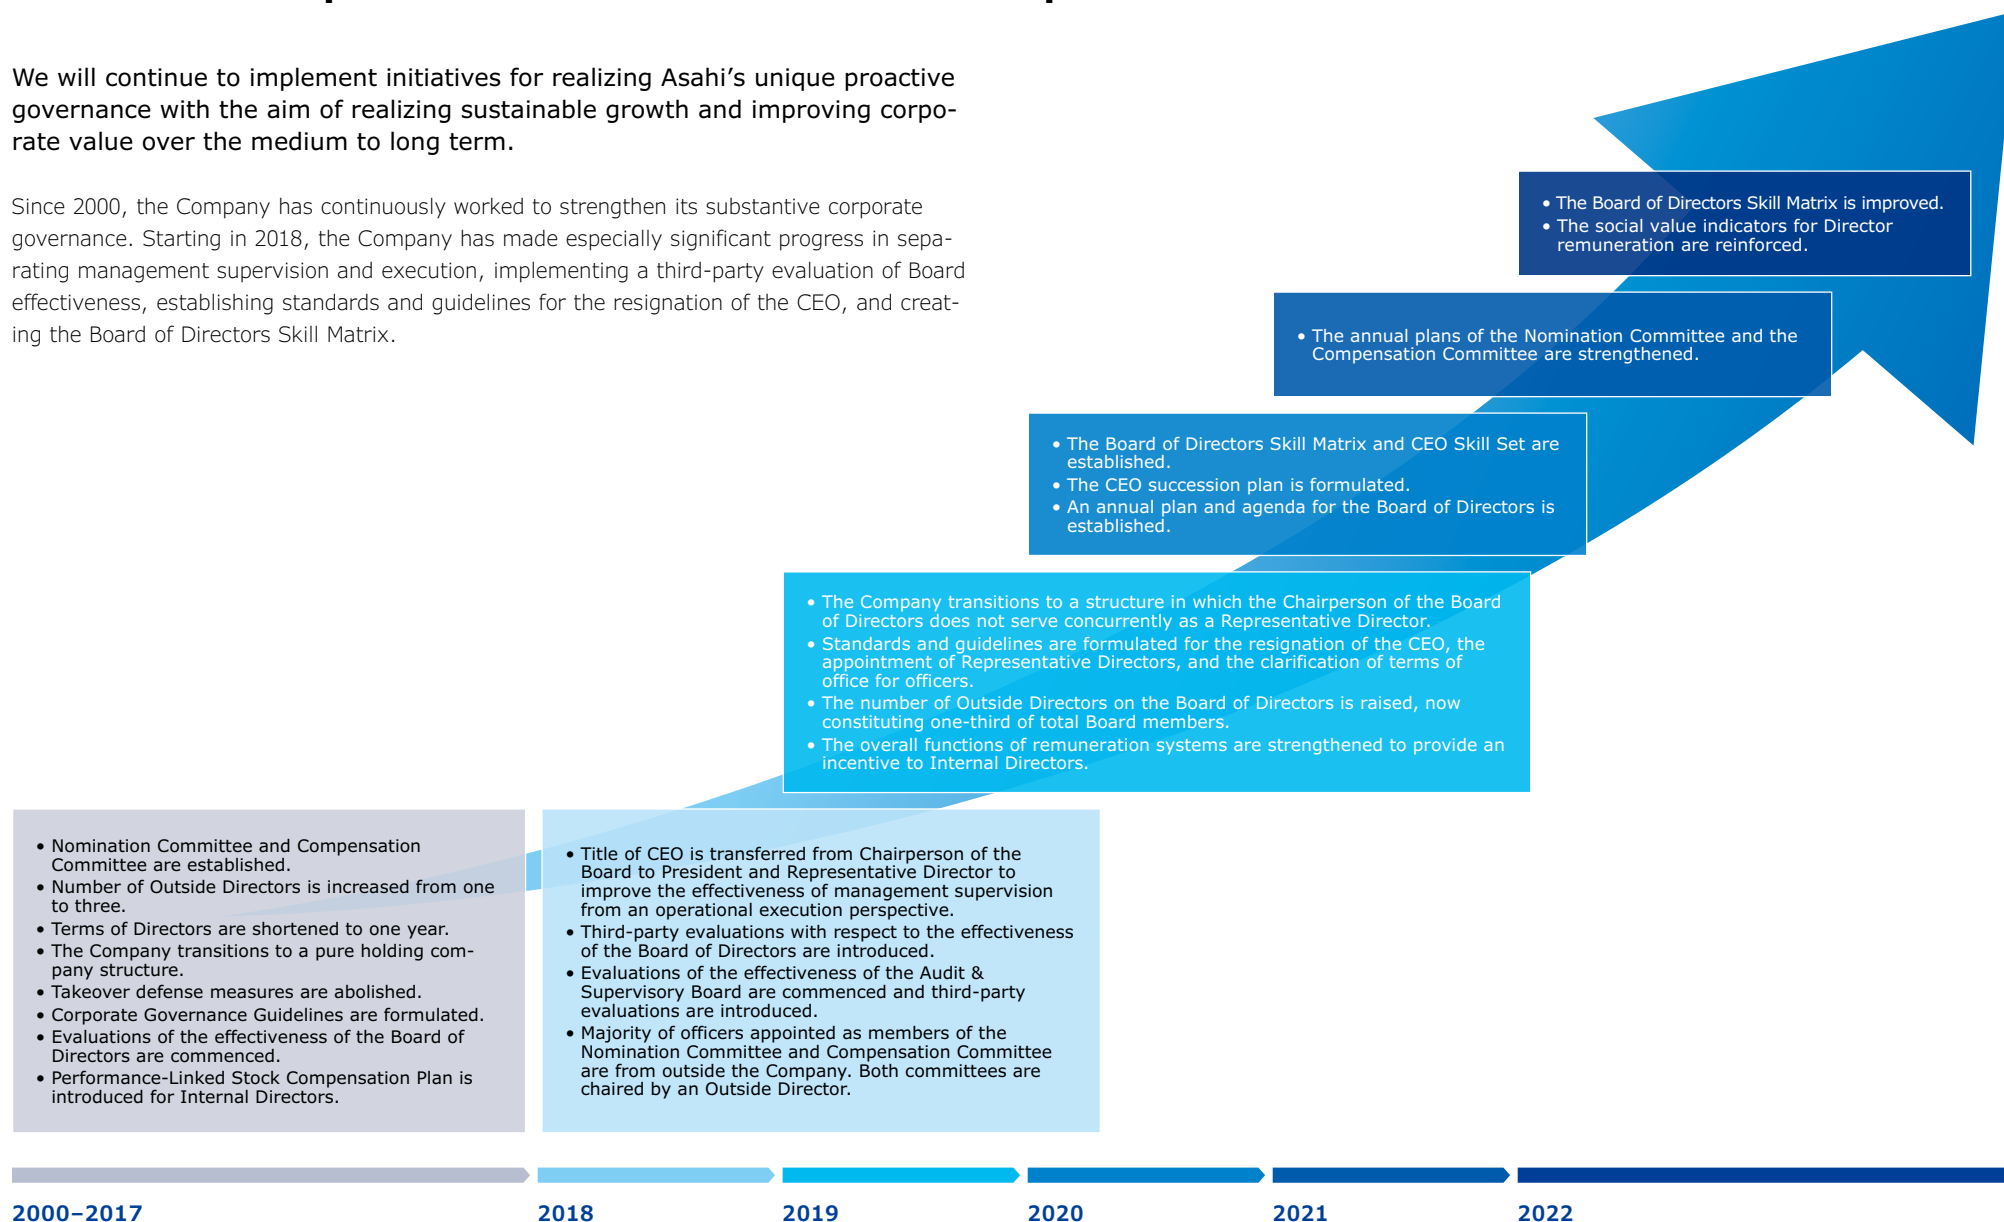 We will continue to implement initiatives for realizing Asahi’s unique proactive
governance with the aim of realizing sustainable growth and improving corpo-
rate value over the medium to long term.
Since 2000, the Company has continuously worked to strengthen its substantive corporate
governance. Starting in 2018, the Company has made especially significant progress in sepa-
rating management supervision and execution, implementing a third-party evaluation of Board
effectiveness, establishing standards and guidelines for the resignation of the CEO, and creat-
ing the Board of Directors Skill Matrix.
• The Board of Directors Skill Matrix is improved.
• The social value indicators for Director
remuneration are reinforced.
• The annual plans of the Nomination Committee and the
Compensation Committee are strengthened.
• The Board of Directors Skill Matrix and CEO Skill Set are
established.
• The CEO succession plan is formulated.
• An annual plan and agenda for the Board of Directors is
established.
• The Company transitions to a structure in which the Chairperson of the Board
of Directors does not serve concurrently as a Representative Director.
• Standards and guidelines are formulated for the resignation of the CEO, the
appointment of Representative Directors, and the clarification of terms of
office for officers.
• The number of Outside Directors on the Board of Directors is raised, now
constituting one-third of total Board members.
• The overall functions of remuneration systems are strengthened to provide an
incentive to Internal Directors.
• Nomination Committee and Compensation
Committee are established.
• Number of Outside Directors is increased from one
to three.
• Terms of Directors are shortened to one year.
• The Company transitions to a pure holding com-
pany structure.
• Takeover defense measures are abolished.
• Corporate Governance Guidelines are formulated.
• Evaluations of the effectiveness of the Board of
Directors are commenced.
• Performance-Linked Stock Compensation Plan is
introduced for Internal Directors.
• Title of CEO is transferred from Chairperson of the
Board to President and Representative Director to
improve the effectiveness of management supervision
from an operational execution perspective.
• Third-party evaluations with respect to the effectiveness
of the Board of Directors are introduced.
• Evaluations of the effectiveness of the Audit &
Supervisory Board are commenced and third-party
evaluations are introduced.
• Majority of officers appointed as members of the
Nomination Committee and Compensation Committee
are from outside the Company. Both committees are
chaired by an Outside Director.
2000–2017
2018
2019
2020
2021
2022